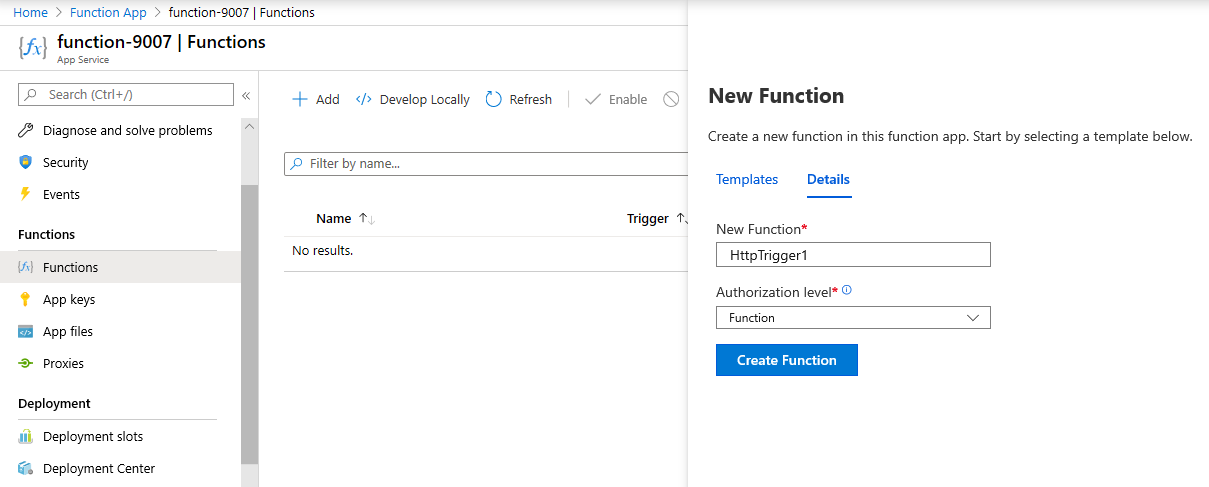 Home > Function App > function-9007 | Functions
function-9007 | Functions
App Service
Search (Ctrl+/)
«
Diagnose and solve problems
Security
Events
Functions
Functions
App keys
App files
Proxies
Deployment
Deployment slots
Deployment Center
Add Develop Locally Refresh Enable
Filter by name...
Name Trigger
No results.
New Function
Create a new function in this function app. Start by selecting a template below.
Templates Details
New Function*
HttpTrigger1
Authorization level*
Function
Create Function